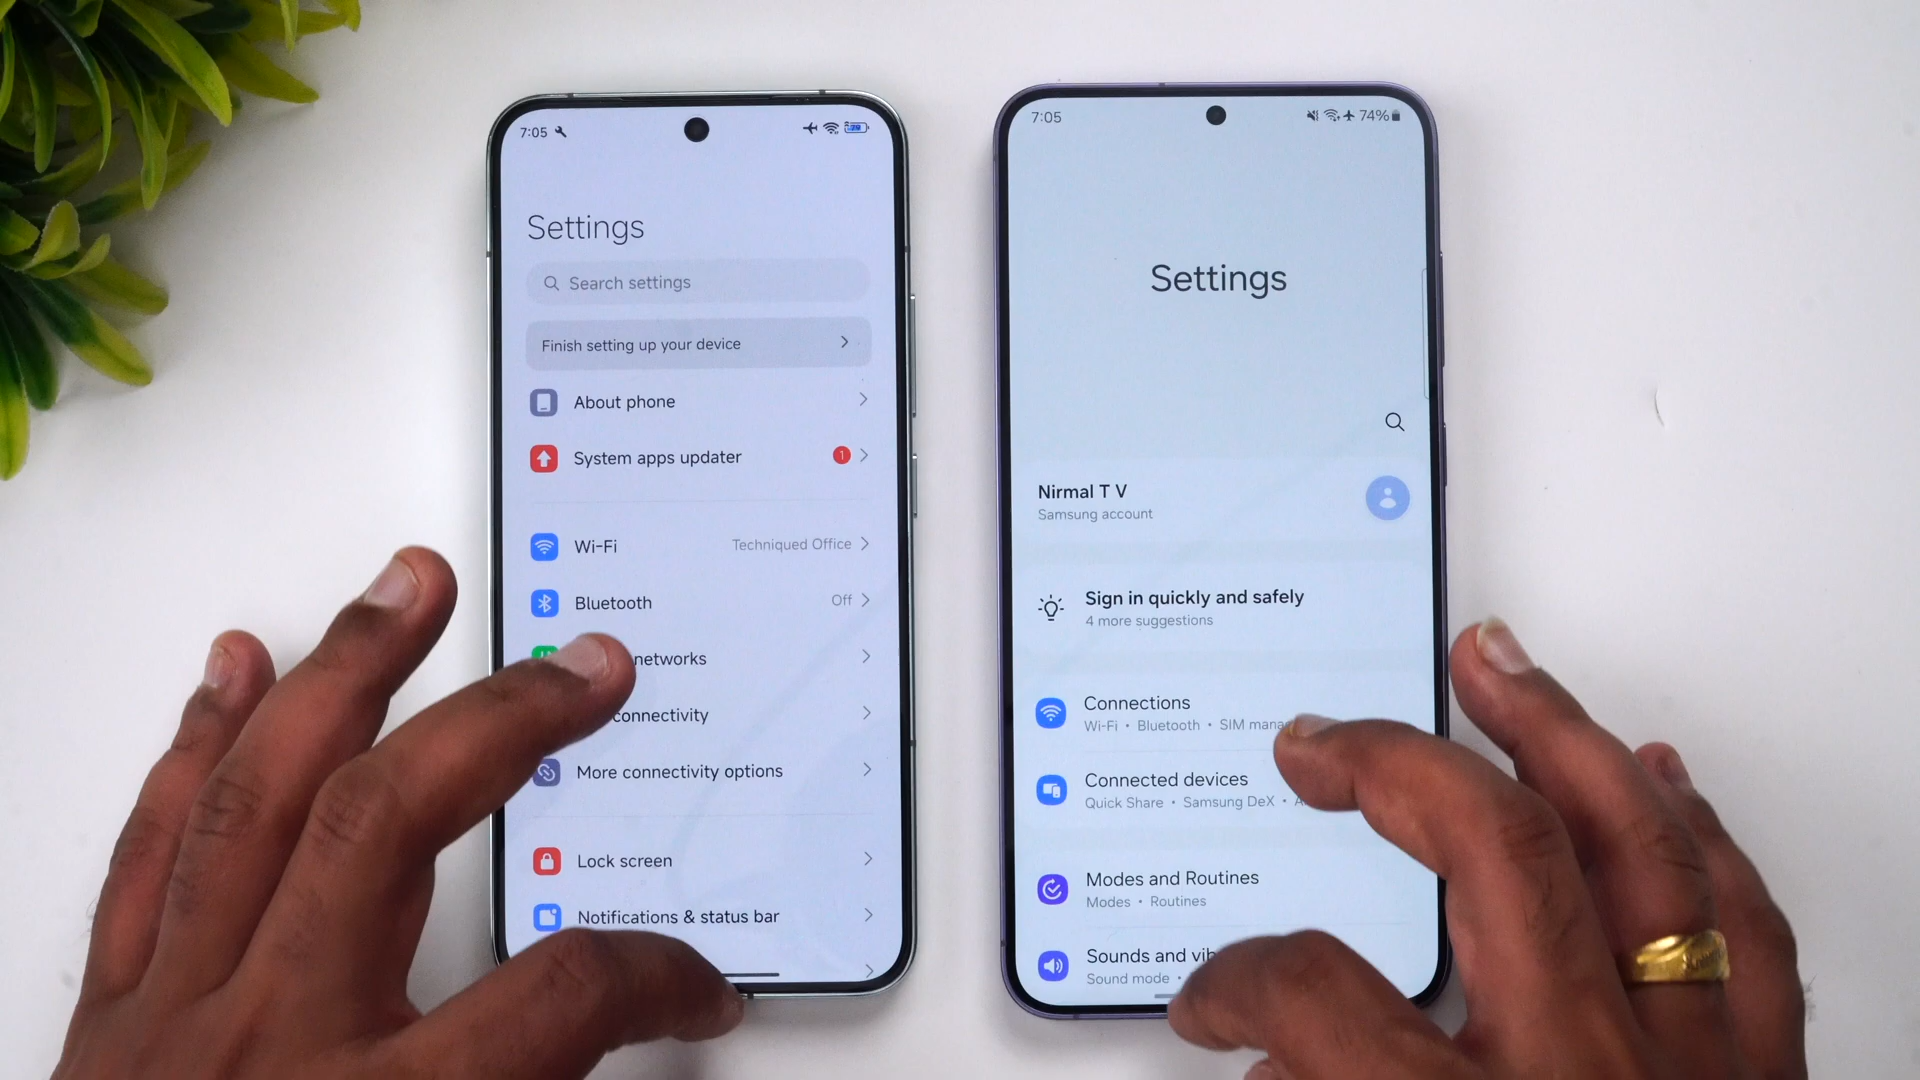 7:05
Settings
Search settings
Finish setting up your device
About phone
System apps updater 1
Wi-Fi Techniqued Office
Bluetooth Off
networks
connectivity
More connectivity options
Lock screen
Notifications & status bar
7:05 74%
Settings
Nirmal T V
Samsung account
Sign in quickly and safely
4 more suggestions
Connections
Wi-Fi • Bluetooth • SIM mana
Connected devices
Quick Share • Samsung DeX • A
Modes and Routines
Modes • Routines
Sounds and vib
Sound mode •